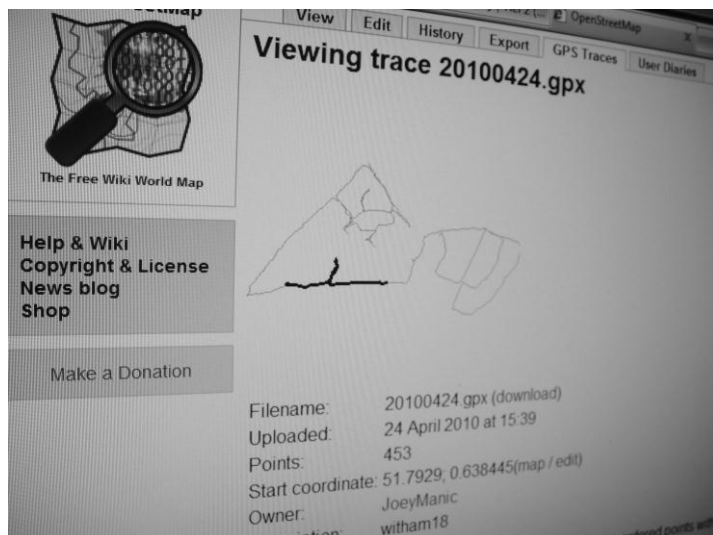 OpenStreetMap
View Edit History Export GPS Traces User Diaries
Viewing trace 20100424.gpx
The Free Wiki World Map
Help & Wiki
Copyright & License
News blog
Shop
Make a Donation
Filename: 20100424.gpx (download)
Uploaded: 24 April 2010 at 15:39
Points: 453
Start coordinate: 51.7929; 0.638445(map / edit)
Owner: JoeyManic
witham18
points